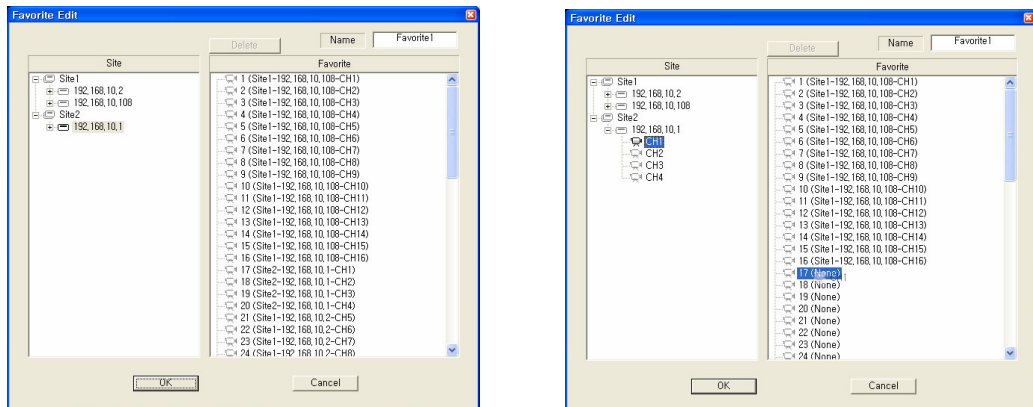 Favorite Edit
Delete
Name
Favorite1
Site
Favorite
Site1
192,168,10,2
192,168,10,108
Site2
192,168,10,1
1 (Site1-192,168,10,108-CH1)
2 (Site1-192,168,10,108-CH2)
3 (Site1-192,168,10,108-CH3)
4 (Site1-192,168,10,108-CH4)
5 (Site1-192,168,10,108-CH5)
6 (Site1-192,168,10,108-CH6)
7 (Site1-192,168,10,108-CH7)
8 (Site1-192,168,10,108-CH8)
9 (Site1-192,168,10,108-CH9)
10 (Site1-192,168,10,108-CH10)
11 (Site1-192,168,10,108-CH11)
12 (Site1-192,168,10,108-CH12)
13 (Site1-192,168,10,108-CH13)
14 (Site1-192,168,10,108-CH14)
15 (Site1-192,168,10,108-CH15)
16 (Site1-192,168,10,108-CH16)
17 (Site2-192,168,10,1-CH1)
18 (Site2-192,168,10,1-CH2)
19 (Site2-192,168,10,1-CH3)
20 (Site2-192,168,10,1-CH4)
21 (Site1-192,168,10,2-CH5)
22 (Site1-192,168,10,2-CH6)
23 (Site1-192,168,10,2-CH7)
24 (Site1-192,168,10,2-CH8)
OK
Cancel
Favorite Edit
Delete
Name
Favorite1
Site
Favorite
Site1
192,168,10,2
192,168,10,108
Site2
192,168,10,1
CH1
CH2
CH3
CH4
1 (Site1-192,168,10,108-CH1)
2 (Site1-192,168,10,108-CH2)
3 (Site1-192,168,10,108-CH3)
4 (Site1-192,168,10,108-CH4)
5 (Site1-192,168,10,108-CH5)
6 (Site1-192,168,10,108-CH6)
7 (Site1-192,168,10,108-CH7)
8 (Site1-192,168,10,108-CH8)
9 (Site1-192,168,10,108-CH9)
10 (Site1-192,168,10,108-CH10)
11 (Site1-192,168,10,108-CH11)
12 (Site1-192,168,10,108-CH12)
13 (Site1-192,168,10,108-CH13)
14 (Site1-192,168,10,108-CH14)
15 (Site1-192,168,10,108-CH15)
16 (Site1-192,168,10,108-CH16)
17 (None)
18 (None)
19 (None)
20 (None)
21 (None)
22 (None)
23 (None)
24 (None)
OK
Cancel